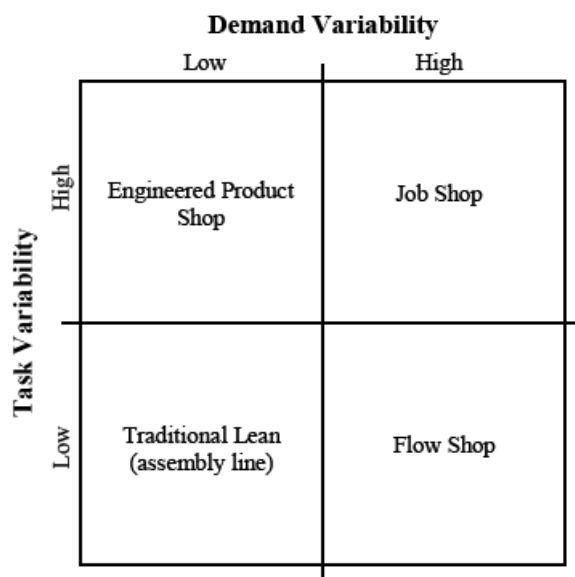 Demand Variability
Low High
High
Engineered Product
Shop
Job Shop
Task Variability
Low
Traditional Lean
(assembly line)
Flow Shop